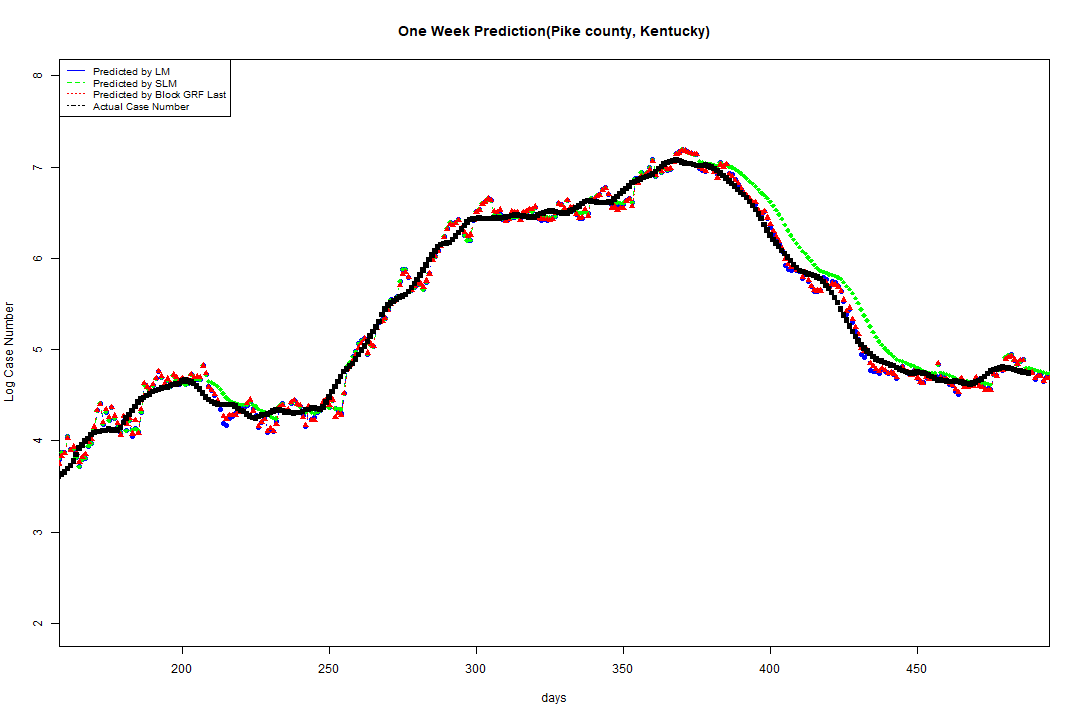 One Week Prediction(Pike county, Kentucky)
Predicted by LM
Predicted by SLM
Predicted by Block GRF Last
Actual Case Number
8
7
6
5
4
3
2
Log Case Number
200 250 300 350 400 450
days